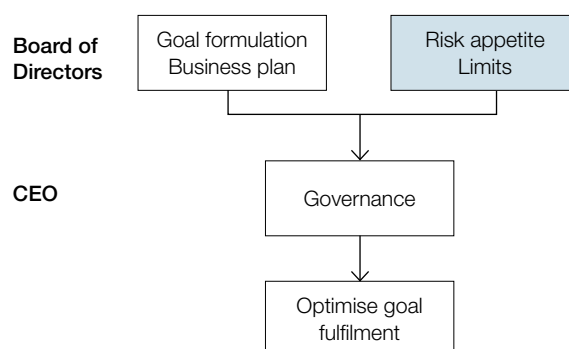 Board of
Directors
Goal formulation
Business plan
Risk appetite
Limits
CEO
Governance
Optimise goal
fulfilment